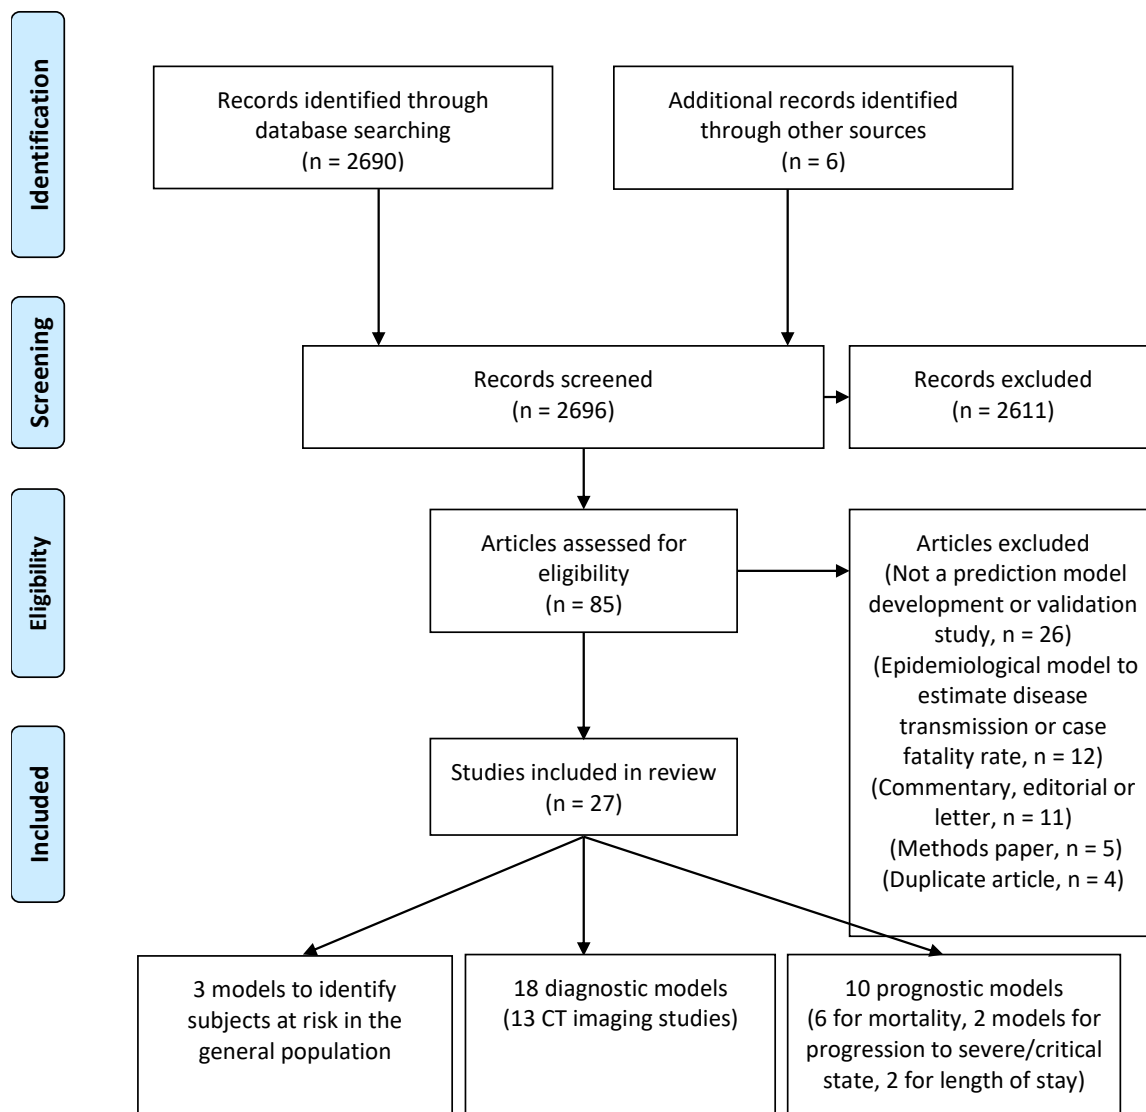 Identification
Records identified through
database searching
(n = 2690)
Additional records identified
through other sources
(n = 6)
Screening
Records screened
(n = 2696)
Records excluded
(n = 2611)
Eligibility
Articles assessed for
eligibility
(n = 85)
Articles excluded
(Not a prediction model
development or validation
study, n = 26)
(Epidemiological model to
estimate disease
transmission or case
fatality rate, n = 12)
(Commentary, editorial or
letter, n = 11)
(Methods paper, n = 5)
(Duplicate article, n = 4)
Included
Studies included in review
(n = 27)
3 models to identify
subjects at risk in the
general population
18 diagnostic models
(13 CT imaging studies)
10 prognostic models
(6 for mortality, 2 models for
progression to severe/critical
state, 2 for length of stay)